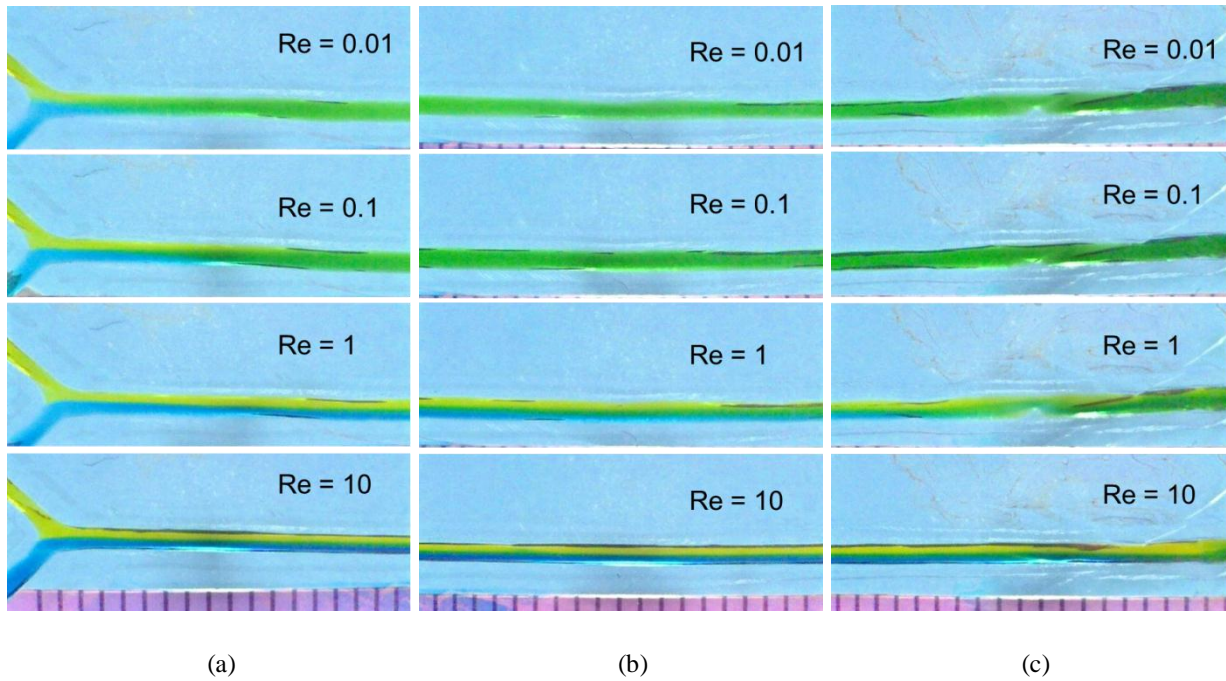 Re = 0.01 Re = 0.01 Re = 0.01
Re = 0.1 Re = 0.1 Re = 0.1
Re = 1 Re = 1 Re = 1
Re = 10 Re = 10 Re = 10
(a) (b) (c)